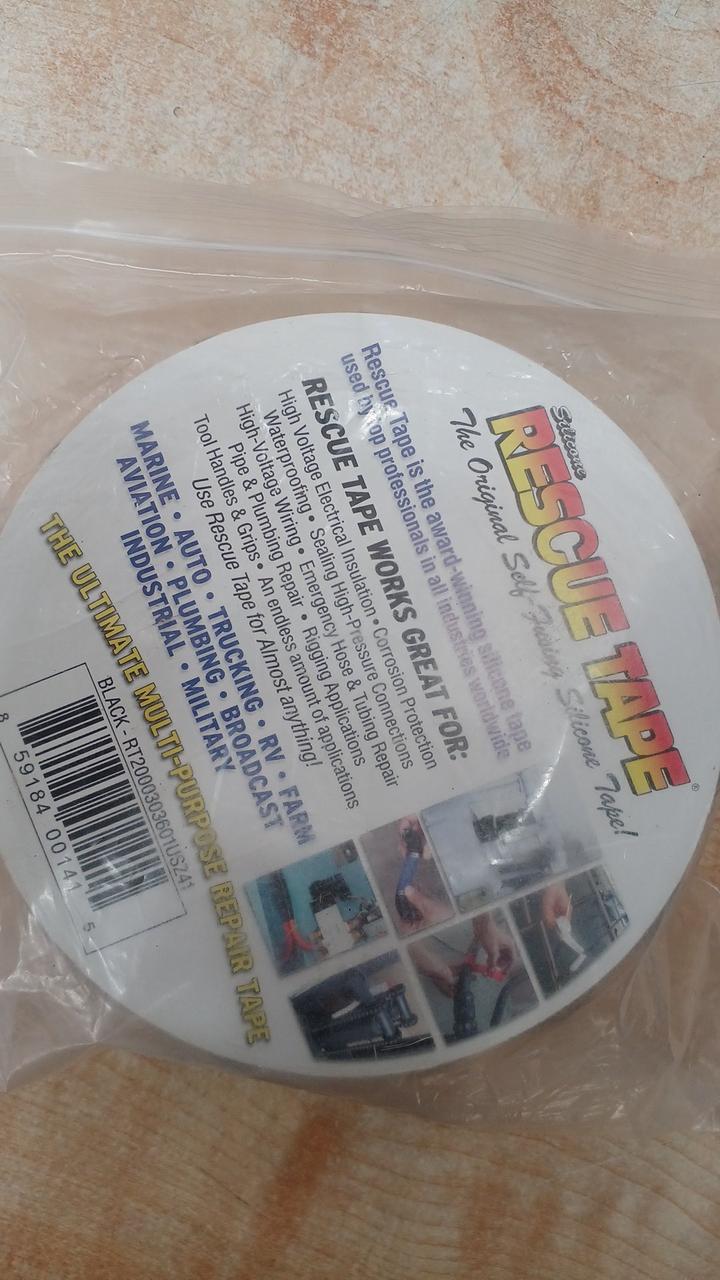 Silicone
RESCUE TAPE®
The Original Self-Fusing Silicone Tape!
Rescue Tape is the award-winning silicone tape
used by top professionals in all industries worldwide
RESCUE TAPE WORKS GREAT FOR:
High Voltage Electrical Insulation • Corrosion Protection
Waterproofing • Sealing High-Pressure Connections
High-Voltage Wiring • Emergency Hose & Tubing Repair
Pipe & Plumbing Repair • Rigging Applications
Tool Handles & Grips • An endless amount of applications
Use Rescue Tape for Almost anything!
MARINE • AUTO • TRUCKING • RV • FARM
AVIATION • PLUMBING • BROADCAST
INDUSTRIAL • MILITARY
THE ULTIMATE MULTI-PURPOSE REPAIR TAPE
BLACK - RT2000303601US241
8 59184 00141 5